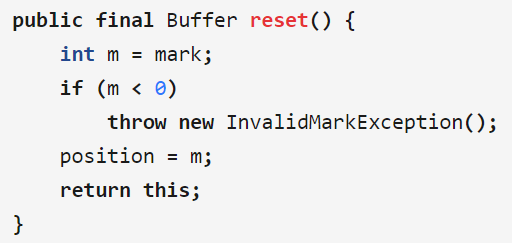 public final Buffer reset() {
    int m = mark;
    if (m < 0)
        throw new InvalidMarkException();
    position = m;
    return this;
}